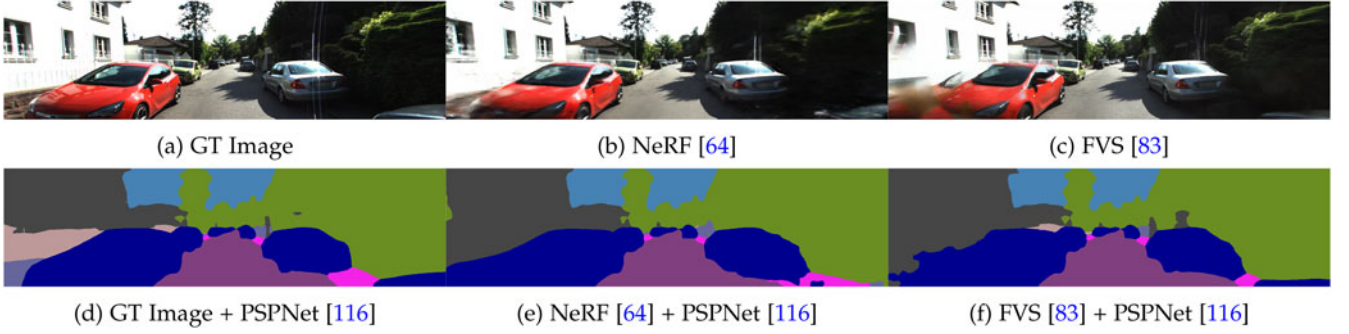 (a) GT Image
(b) NeRF [64]
(c) FVS [83]
(d) GT Image + PSPNet [116]
(e) NeRF [64] + PSPNet [116]
(f) FVS [83] + PSPNet [116]